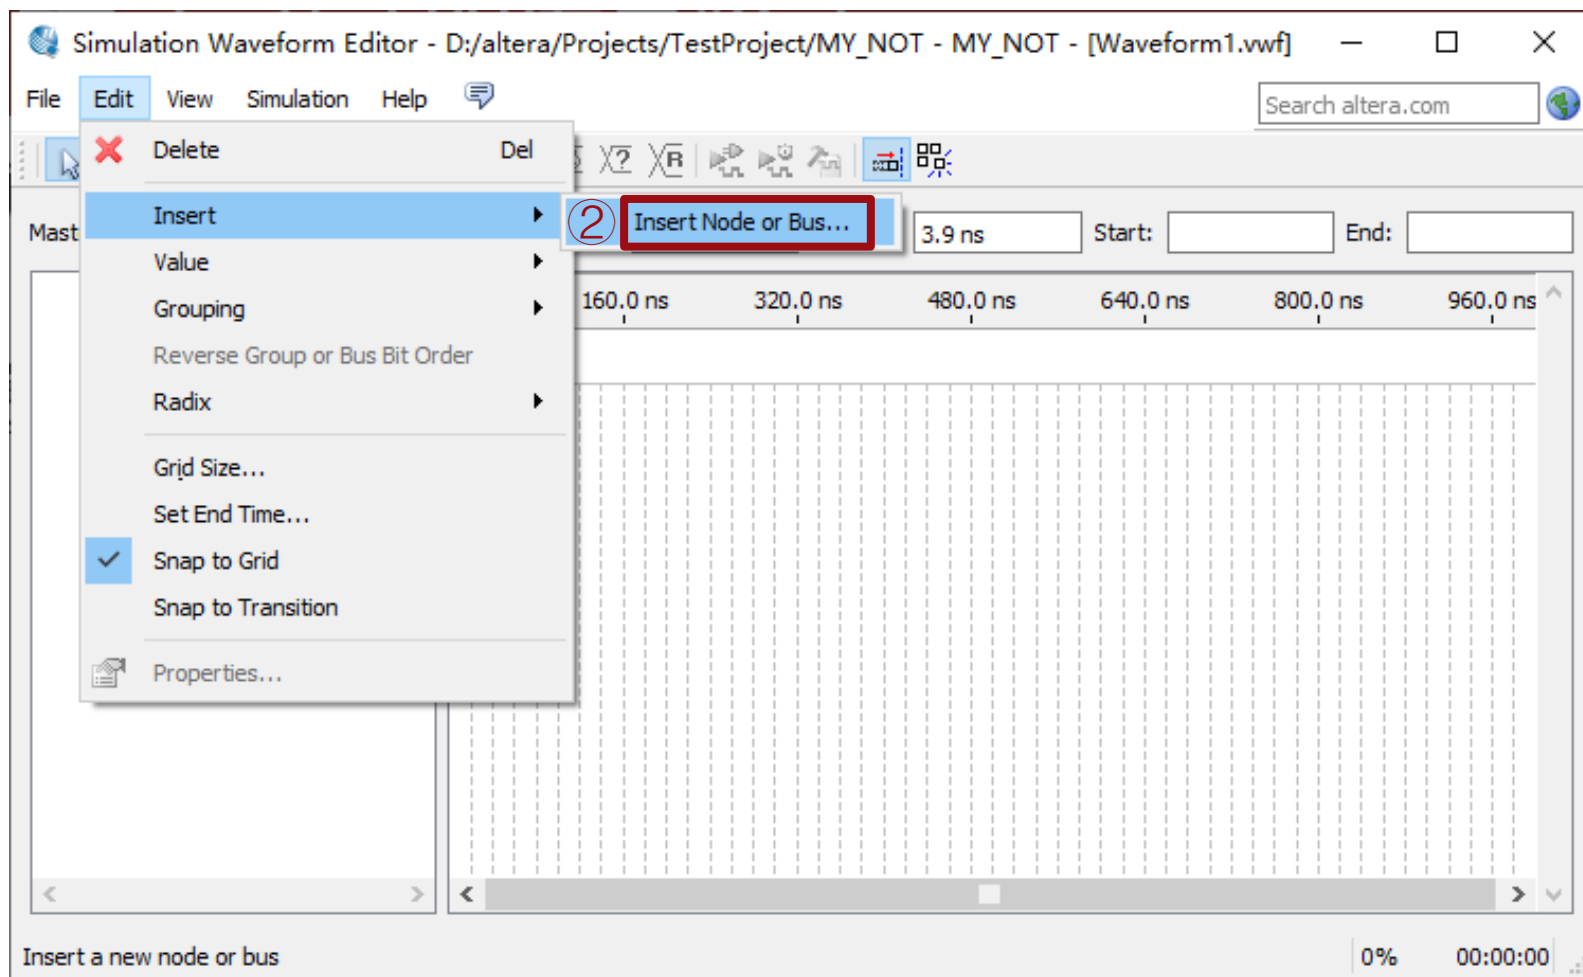 Simulation Waveform Editor - D:/altera/Projects/TestProject/MY_NOT - MY_NOT - [Waveform1.vwf]
File Edit View Simulation Help
Search altera.com
Delete Del
Insert
② Insert Node or Bus...
Mast
3.9 ns Start: End:
Value
160.0 ns 320.0 ns 480.0 ns 640.0 ns 800.0 ns 960.0 ns
Grouping
Reverse Group or Bus Bit Order
Radix
Grid Size...
Set End Time...
Snap to Grid
Snap to Transition
Properties...
Insert a new node or bus 0% 00:00:00